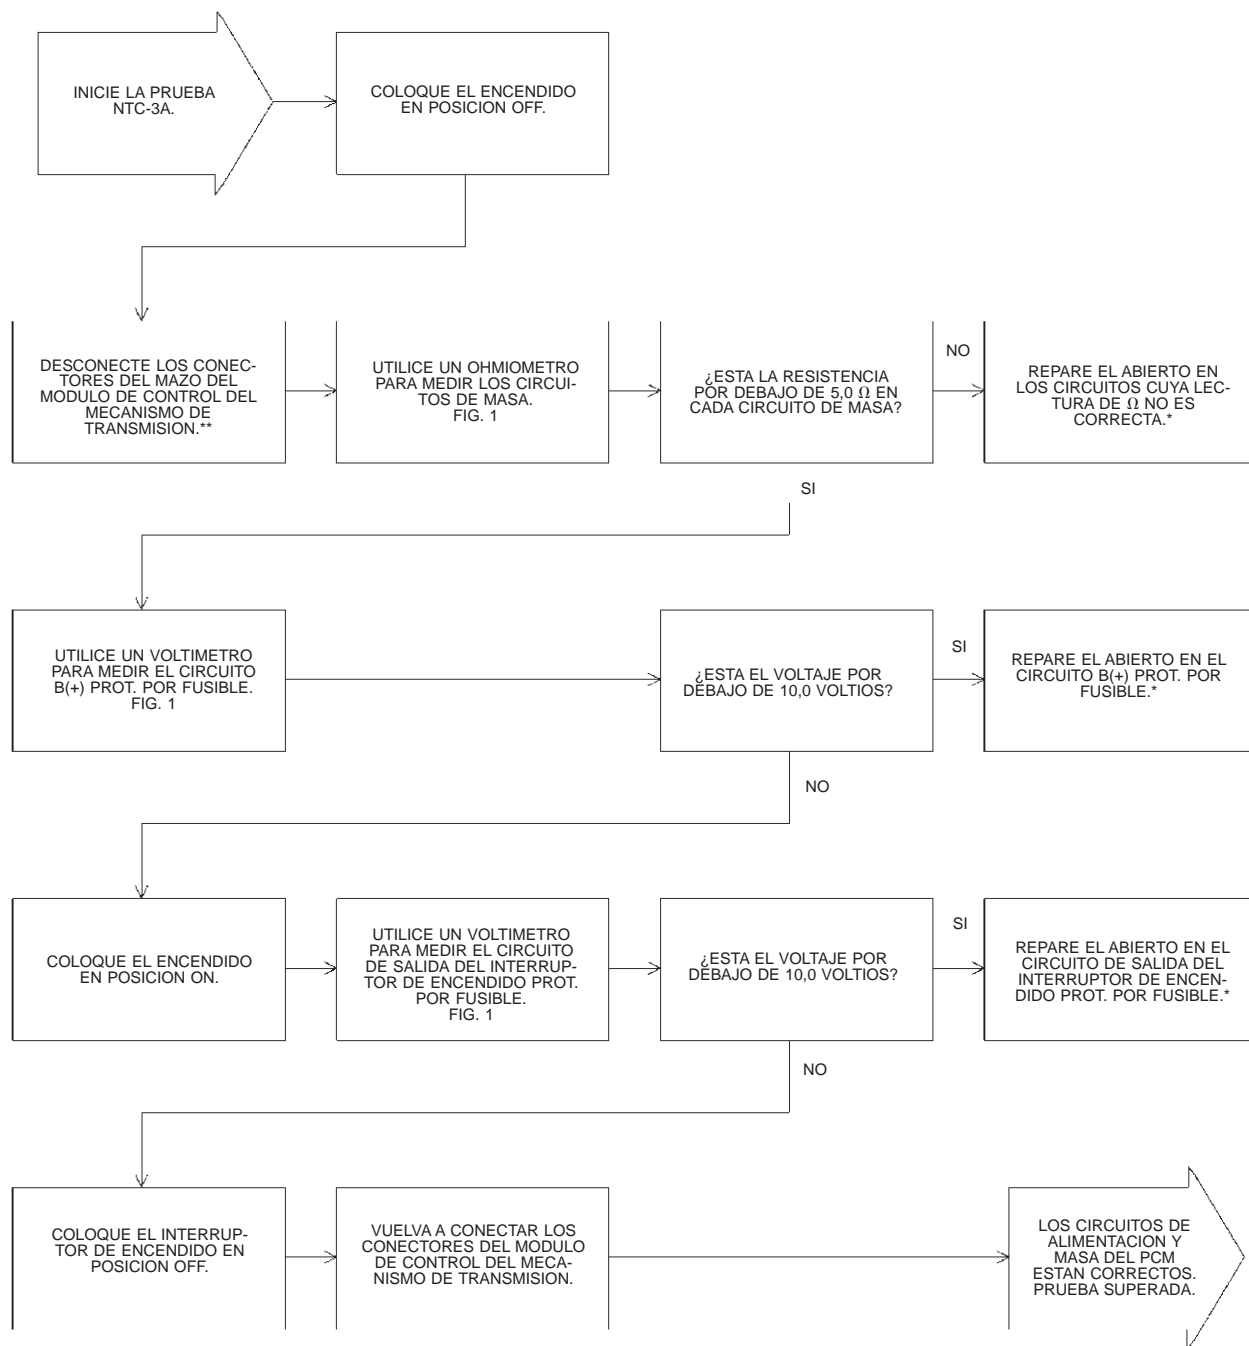 INICIE LA PRUEBA
NTC-3A.
COLOQUE EL ENCENDIDO
EN POSICION OFF.
DESCONECTE LOS CONEC-
TORES DEL MAZO DEL
MODULO DE CONTROL DEL
MECANISMO DE
TRANSMISION.**
UTILICE UN OHMIOMETRO
PARA MEDIR LOS CIRCUI-
TOS DE MASA.
FIG. 1
¿ESTA LA RESISTENCIA
POR DEBAJO DE 5,0 Ω EN
CADA CIRCUITO DE MASA?
NO
REPARE EL ABIERTO EN
LOS CIRCUITOS CUYA LEC-
TURA DE Ω NO ES
CORRECTA.*
SI
UTILICE UN VOLTIMETRO
PARA MEDIR EL CIRCUITO
B(+) PROT. POR FUSIBLE.
FIG. 1
¿ESTA EL VOLTAJE POR
DEBAJO DE 10,0 VOLTIOS?
SI
REPARE EL ABIERTO EN EL
CIRCUITO B(+) PROT. POR
FUSIBLE.*
NO
COLOQUE EL ENCENDIDO
EN POSICION ON.
UTILICE UN VOLTIMETRO
PARA MEDIR EL CIRCUITO
DE SALIDA DEL INTERRUP-
TOR DE ENCENDIDO PROT.
POR FUSIBLE.
FIG. 1
¿ESTA EL VOLTAJE POR
DEBAJO DE 10,0 VOLTIOS?
SI
REPARE EL ABIERTO EN EL
CIRCUITO DE SALIDA DEL
INTERRUPTOR DE ENCEN-
DIDO PROT. POR FUSIBLE.*
NO
COLOQUE EL INTERRUP-
TOR DE ENCENDIDO EN
POSICION OFF.
VUELVA A CONECTAR LOS
CONECTORES DEL MODULO
DE CONTROL DEL MECA-
NISMO DE TRANSMISION.
LOS CIRCUITOS DE
ALIMENTACION Y
MASA DEL PCM
ESTAN CORRECTOS.
PRUEBA SUPERADA.